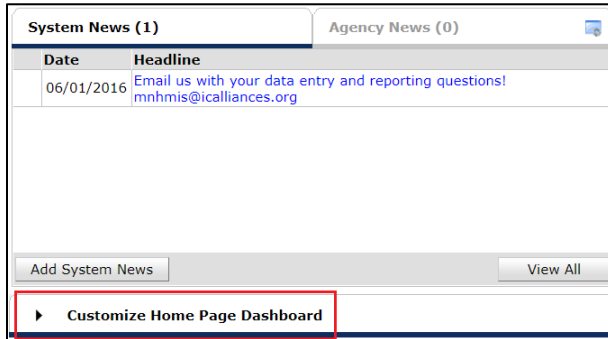 System News (1)
Agency News (0)
Date Headline
06/01/2016 Email us with your data entry and reporting questions!
mnhmis@icalliances.org
Add System News
View All
Customize Home Page Dashboard